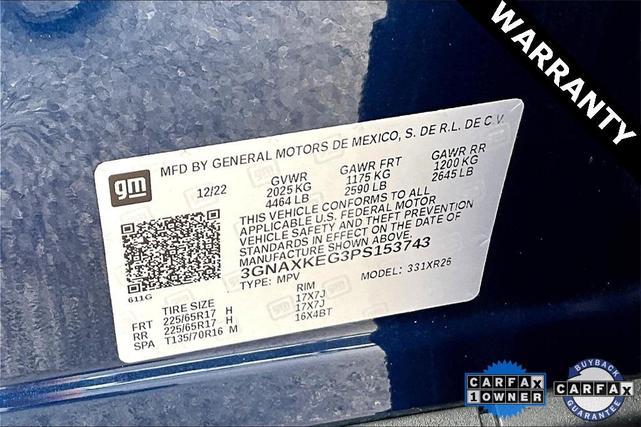 WARRANTY
gm
MFD BY GENERAL MOTORS DE MEXICO, S. DE R.L. DE C.V.
12/22 GVWR GAWR FRT GAWR RR
2025 KG 1175 KG 1200 KG
4464 LB 2590 LB 2645 LB
THIS VEHICLE CONFORMS TO ALL
APPLICABLE U.S. FEDERAL MOTOR
VEHICLE SAFETY AND THEFT PREVENTION
STANDARDS IN EFFECT ON THE DATE OF
MANUFACTURE SHOWN ABOVE.
3GNAXKEG3PS153743
TYPE: MPV MODEL: 331XR26
611G
TIRE SIZE RIM
FRT 225/65R17 H 17X7J
RR 225/65R17 H 17X7J
SPA T135/70R16 M 16X4BT
CARFAX
1 OWNER
BUYBACK
CARFAX
GUARANTEE